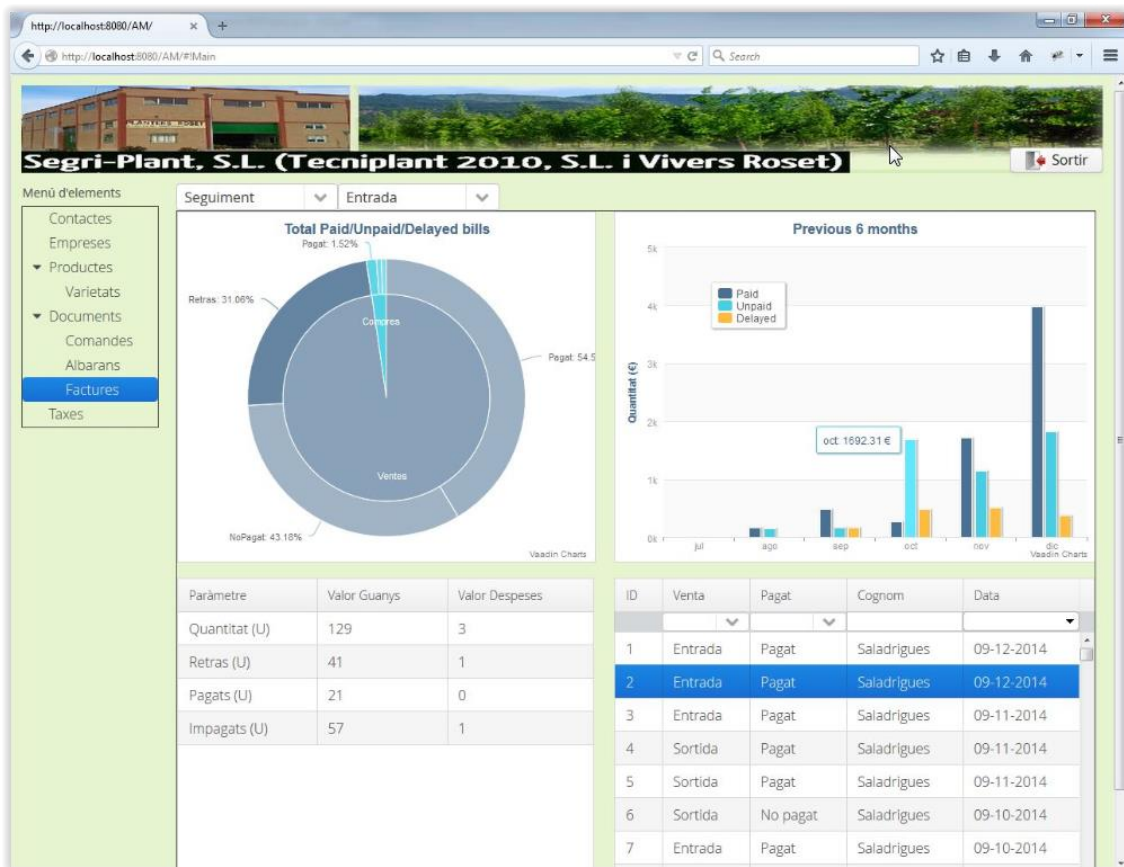 http://localhost:8080/AM/
http://localhost:8080/AM/#!Main
Search
PLANTERS ROSET
Segri-Plant, S.L. (Tecniplant 2010, S.L. i Vivers Roset)
Sortir
Menú d'elements
Contactes
Empreses
Productes
Varietats
Documents
Comandes
Albarans
Factures
Taxes
Seguiment
Entrada
Total Paid/Unpaid/Delayed bills
Pagat: 1.52%
Retras: 31.06%
Compres
Pagat: 54.5
Ventes
NoPagat: 43.18%
Vaadin Charts
Previous 6 months
5k
4k
3k
2k
1k
0k
Quantitat (€)
Paid
Unpaid
Delayed
oct: 1692.31 €
jul ago sep oct nov dic
Vaadin Charts
Paràmetre Valor Guanys Valor Despeses
Quantitat (U) 129 3
Retras (U) 41 1
Pagats (U) 21 0
Impagats (U) 57 1
ID Venta Pagat Cognom Data
1 Entrada Pagat Saladrigues 09-12-2014
2 Entrada Pagat Saladrigues 09-12-2014
3 Entrada Pagat Saladrigues 09-11-2014
4 Sortida Pagat Saladrigues 09-11-2014
5 Sortida Pagat Saladrigues 09-11-2014
6 Sortida No pagat Saladrigues 09-10-2014
7 Entrada Pagat Saladrigues 09-10-2014